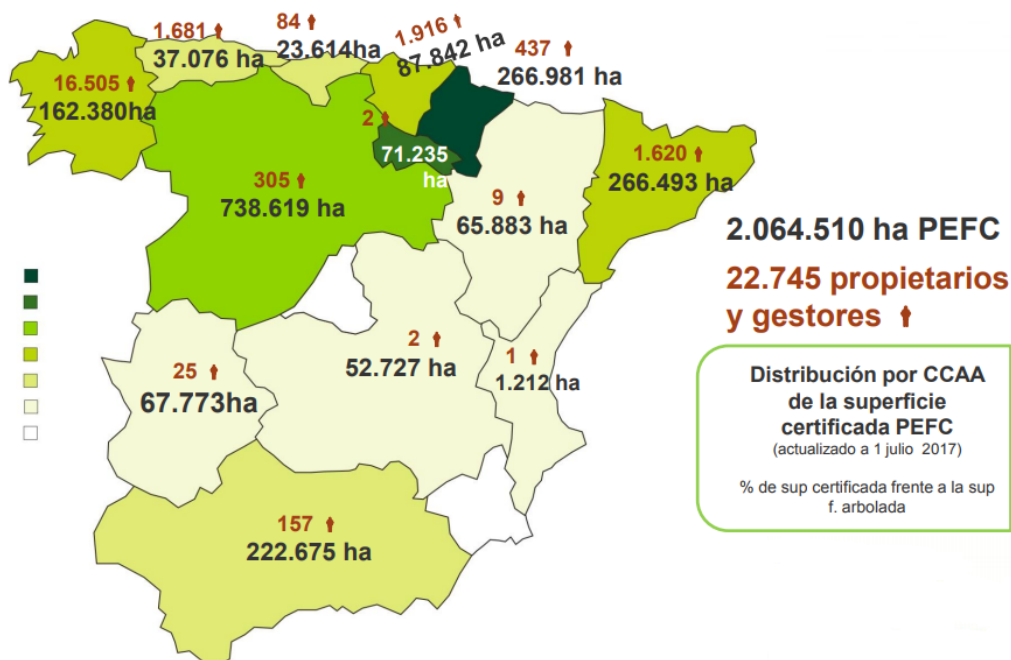 1.681
37.076 ha
84
23.614ha
1.916
87.842 ha
437
266.981 ha
16.505
162.380ha
2
71.235
ha
305
738.619 ha
9
65.883 ha
1.620
266.493 ha
2.064.510 ha PEFC
22.745 propietarios
y gestores
2
52.727 ha
1
1.212 ha
25
67.773ha
157
222.675 ha
Distribución por CCAA
de la superficie
certificada PEFC
(actualizado a 1 julio 2017)
% de sup certificada frente a la sup
f. arbolada